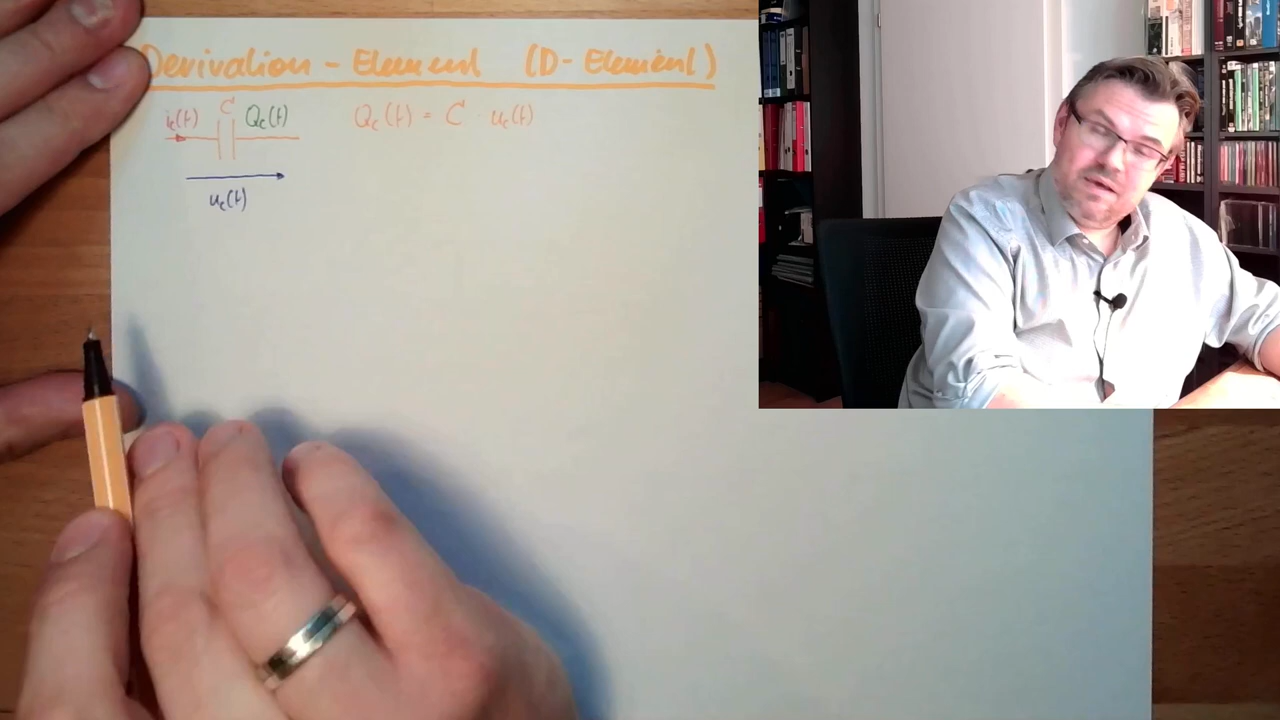 Derivation - Element (D- Element)
i_c(t) C Q_c(t) Q_c(t) = C · u_c(t)
u_c(t)